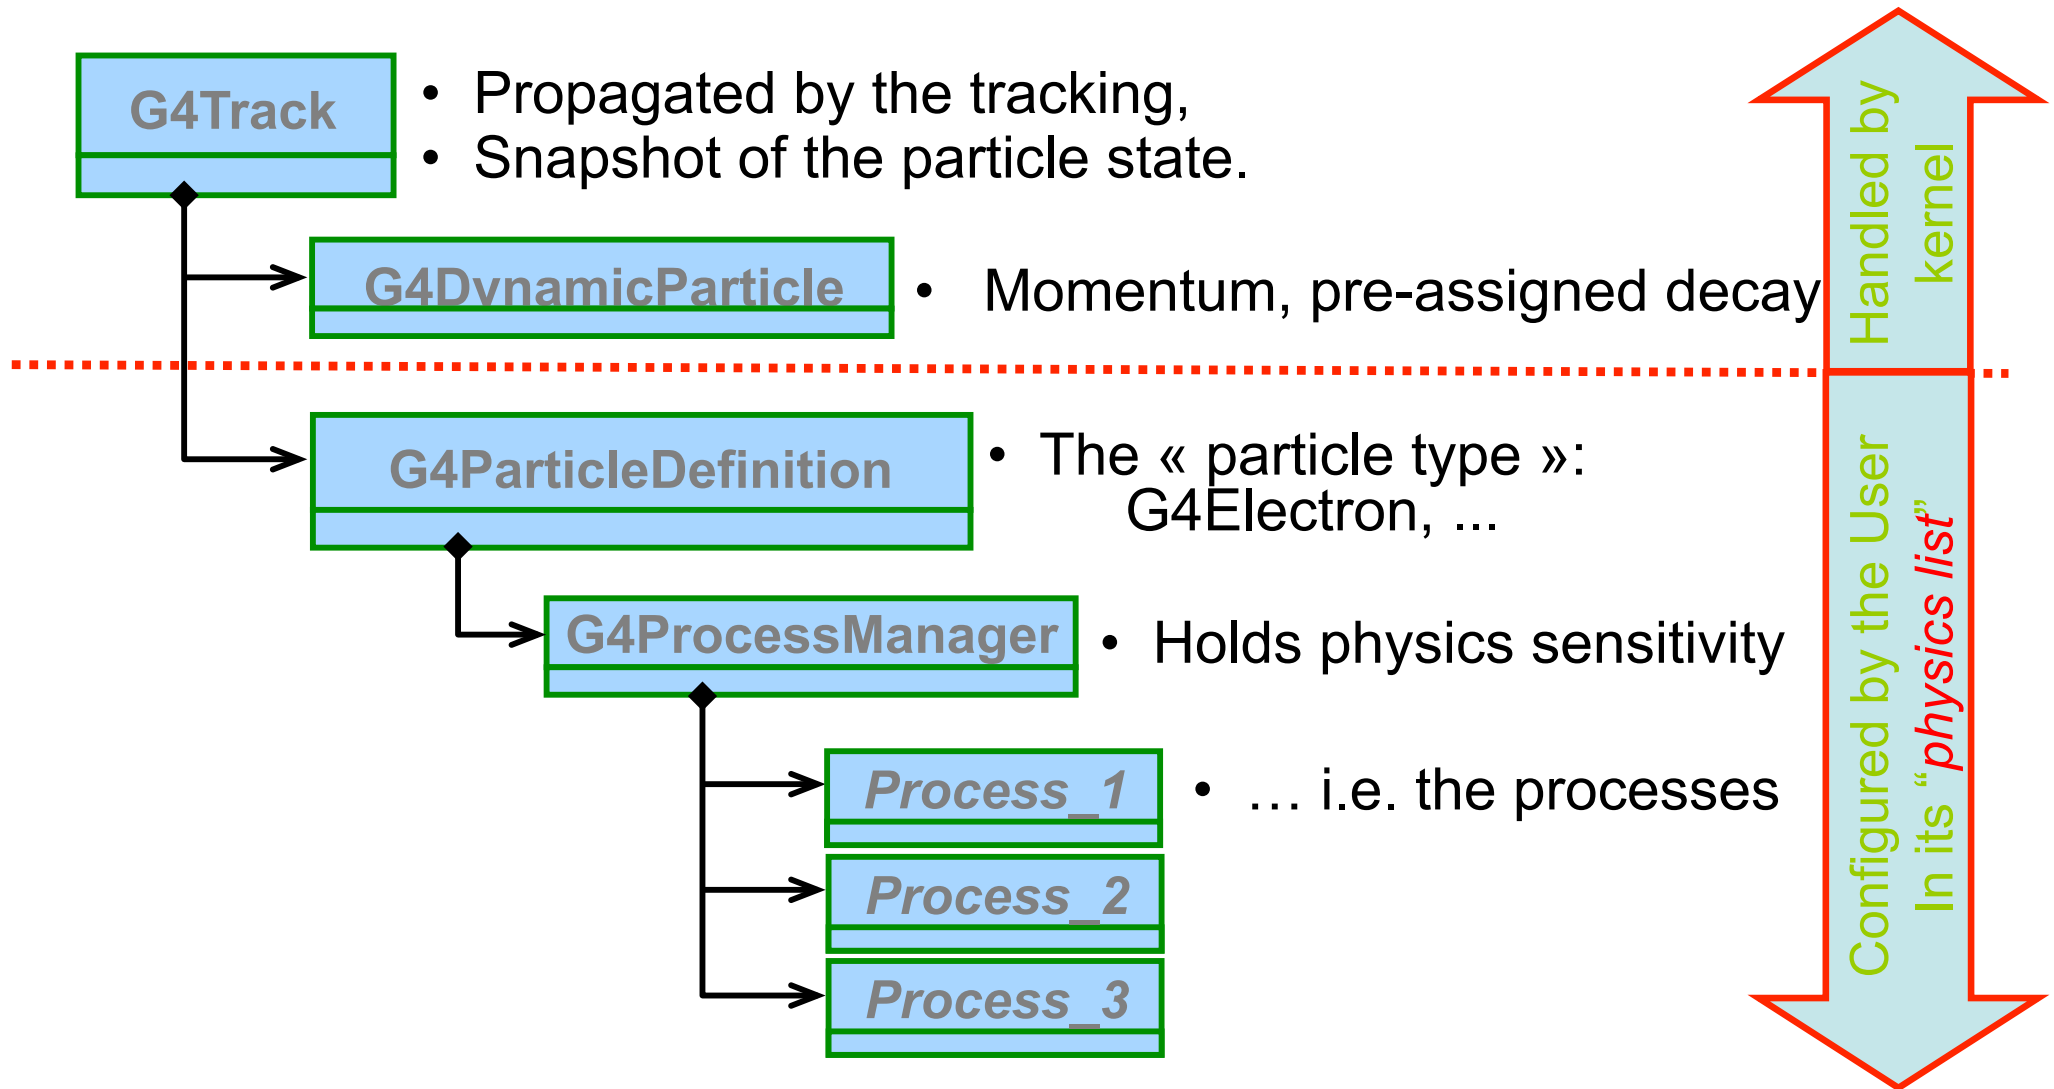 G4Track
• Propagated by the tracking,
• Snapshot of the particle state.
G4DynamicParticle
• Momentum, pre-assigned decay
G4ParticleDefinition
• The « particle type »:
G4Electron, ...
G4ProcessManager
• Holds physics sensitivity
Process_1
• … i.e. the processes
Process_2
Process_3
Handled by
kernel
Configured by the User
In its “physics list”